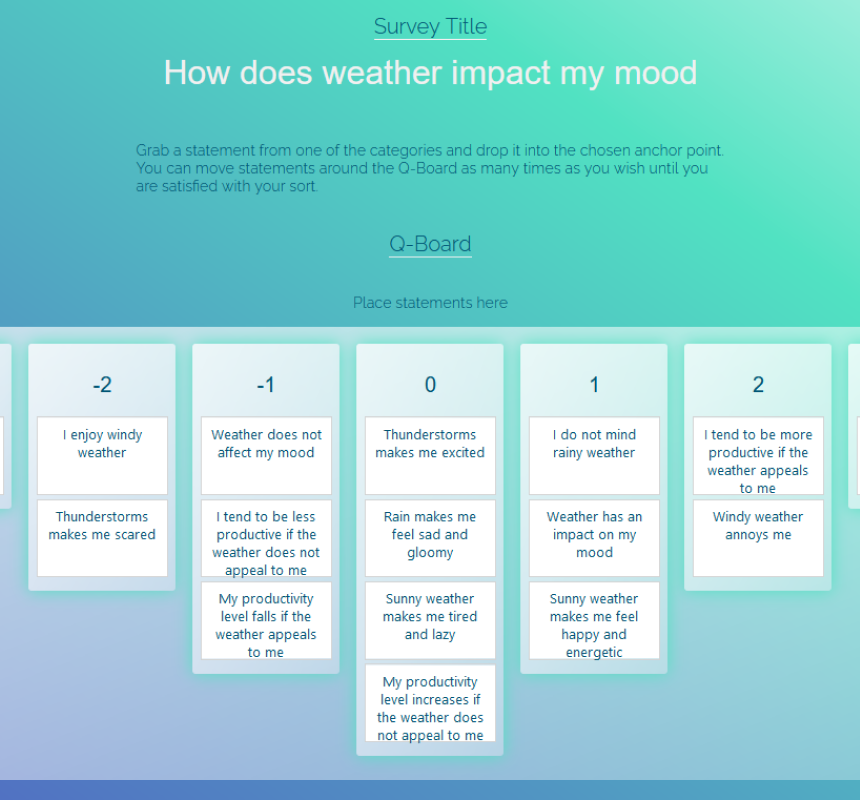 Survey Title
How does weather impact my mood
Grab a statement from one of the categories and drop it into the chosen anchor point.
You can move statements around the Q-Board as many times as you wish until you
are satisfied with your sort.
Q-Board
Place statements here
-2
I enjoy windy
weather
Thunderstorms
makes me scared
-1
Weather does not
affect my mood
I tend to be less
productive if the
weather does not
appeal to me
My productivity
level falls if the
weather appeals
to me
0
Thunderstorms
makes me excited
Rain makes me
feel sad and
gloomy
Sunny weather
makes me tired
and lazy
My productivity
level increases if
the weather does
not appeal to me
1
I do not mind
rainy weather
Weather has an
impact on my
mood
Sunny weather
makes me feel
happy and
energetic
2
I tend to be more
productive if the
weather appeals
to me
Windy weather
annoys me